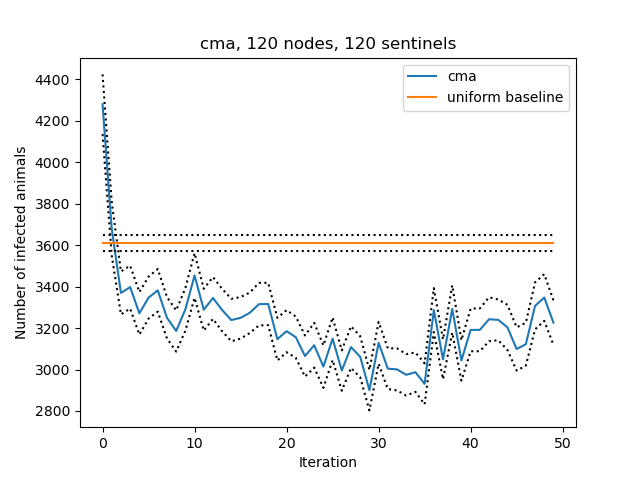 cma, 120 nodes, 120 sentinels
cma
uniform baseline
Number of infected animals
4400
4200
4000
3800
3600
3400
3200
3000
2800
0 10 20 30 40 50
Iteration